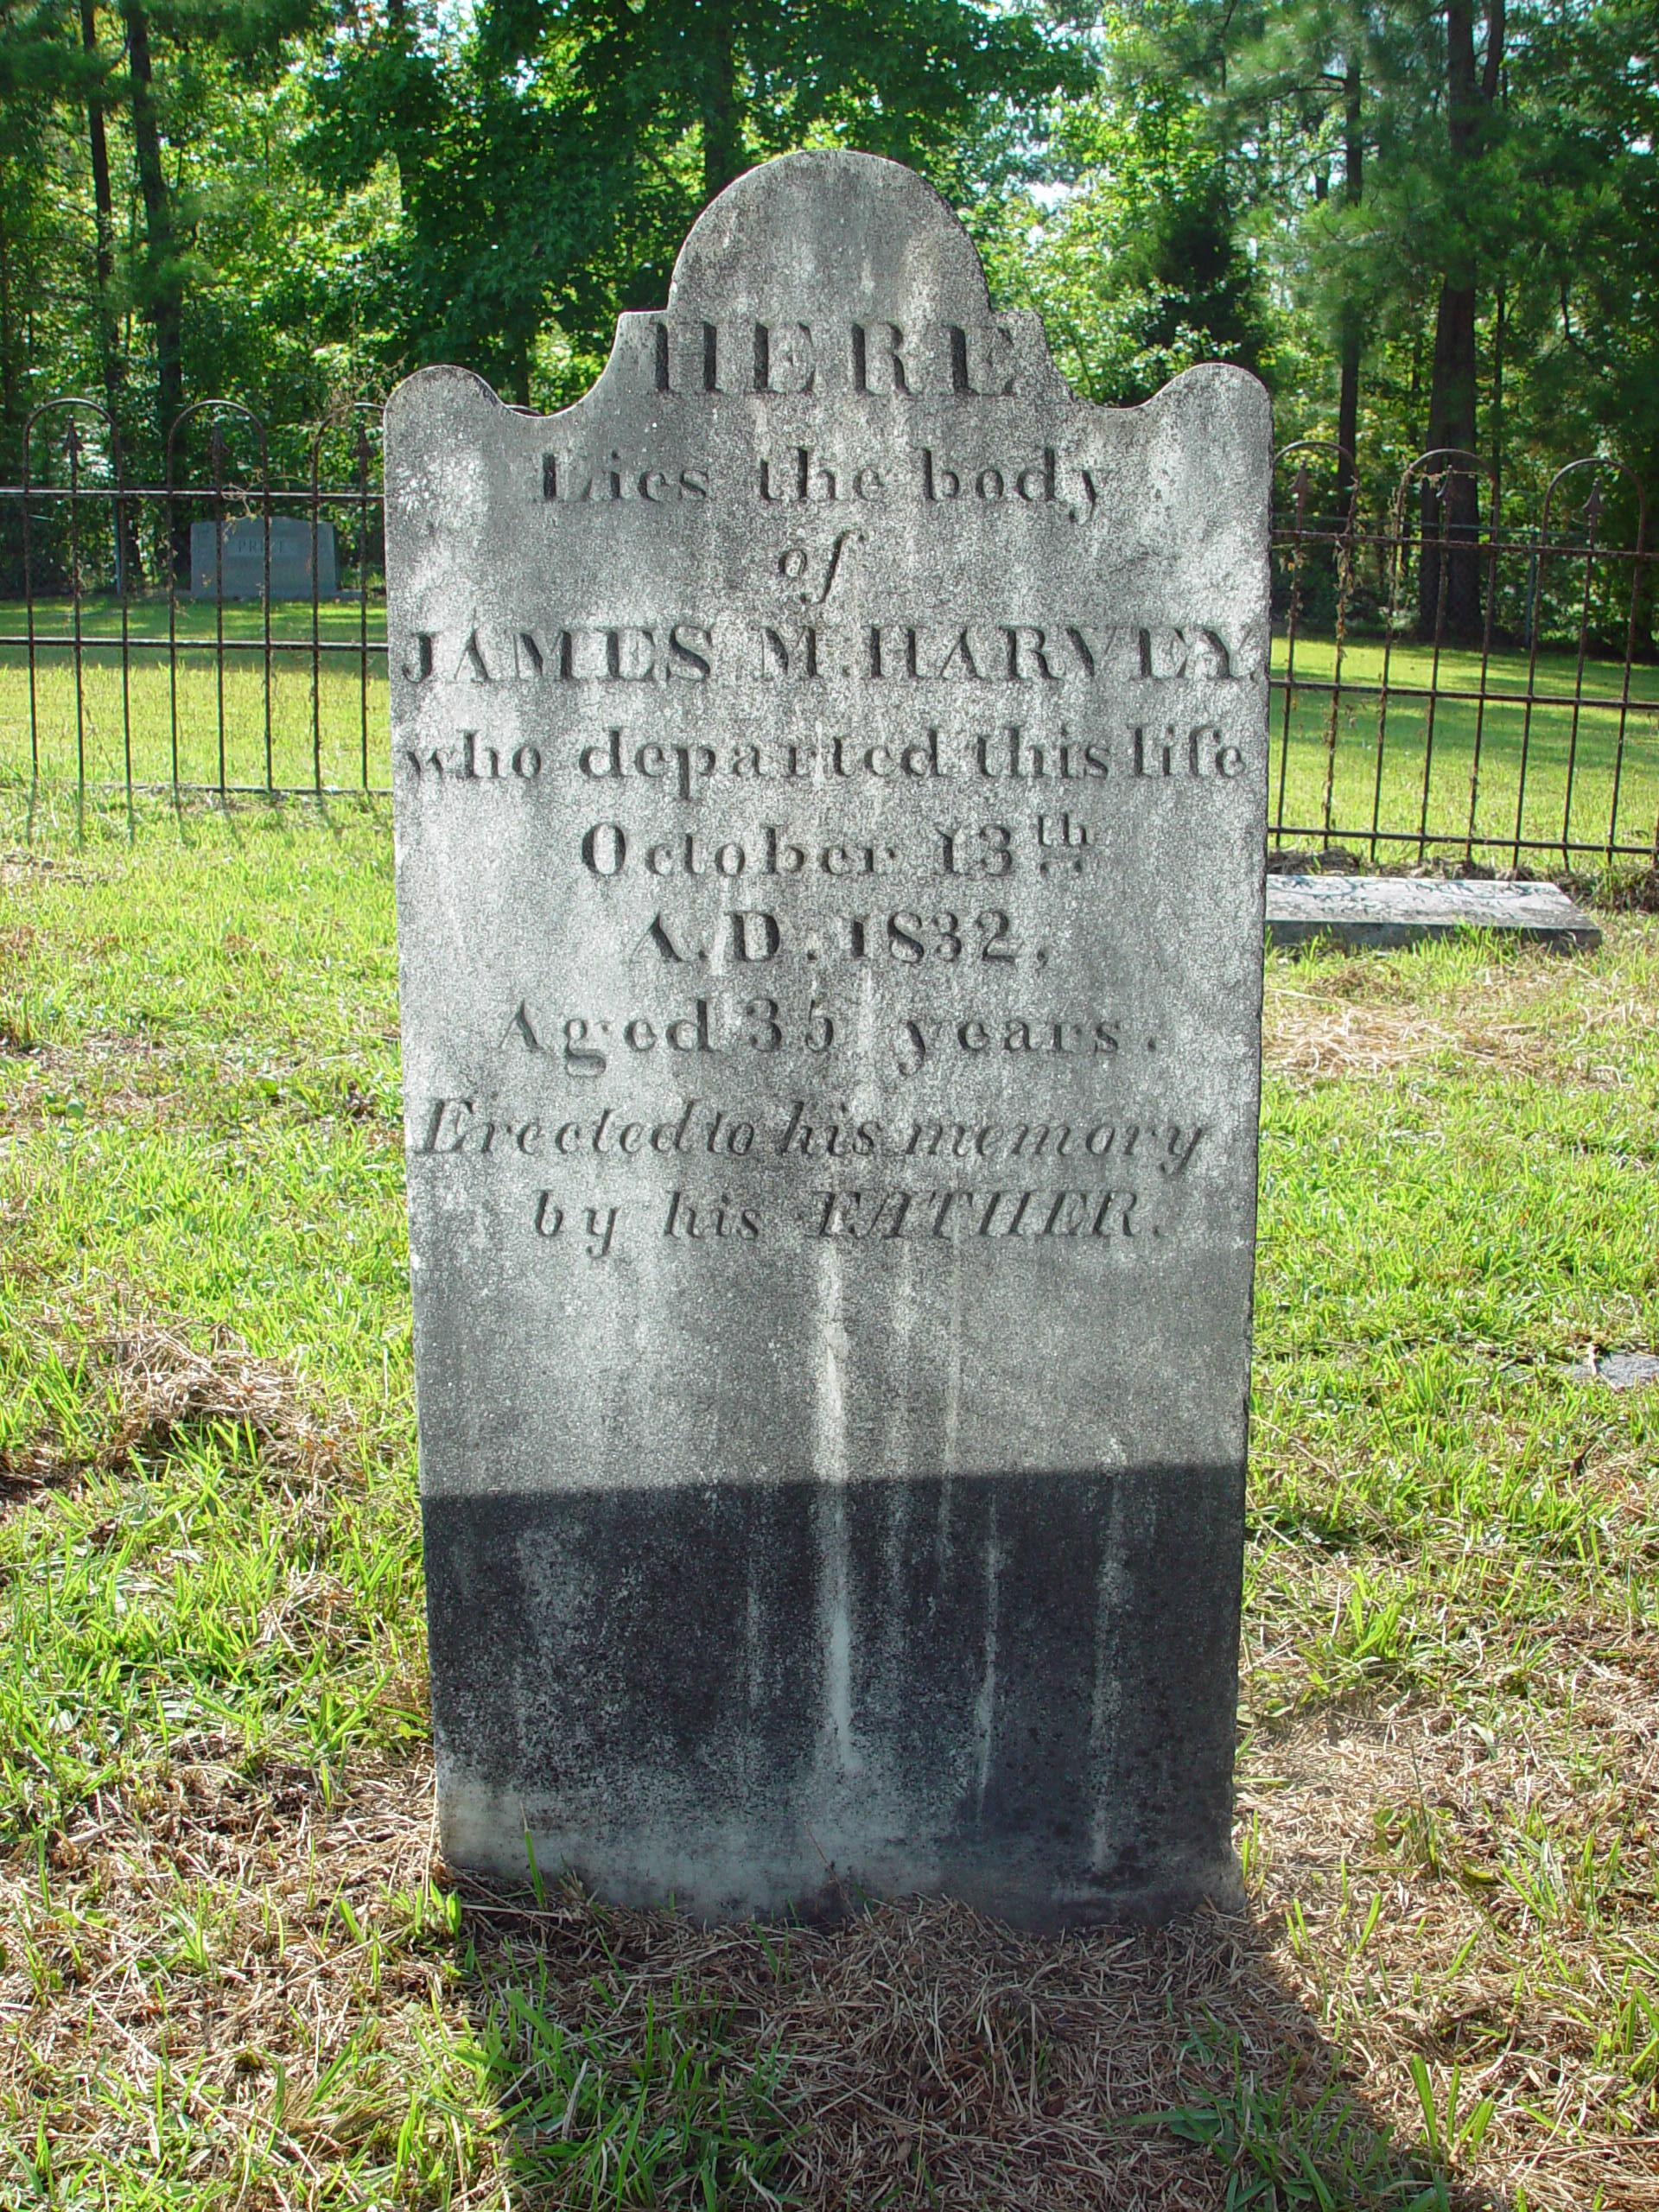 HERE
Lies the body
of
JAMES M. HARVEY.
who departed this life
October 13th
A.D. 1832,
Aged 35 years.
Erected to his memory
by his FATHER.